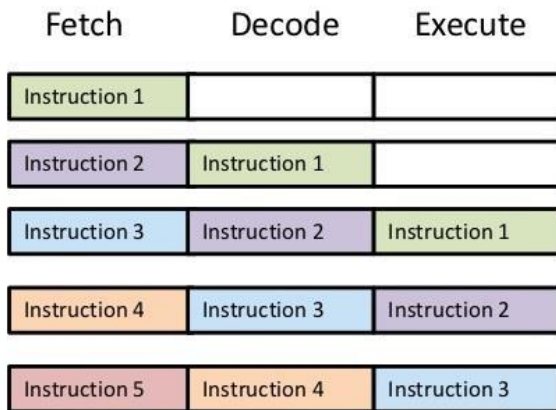 Fetch Decode Execute
Instruction 1
Instruction 2 Instruction 1
Instruction 3 Instruction 2 Instruction 1
Instruction 4 Instruction 3 Instruction 2
Instruction 5 Instruction 4 Instruction 3